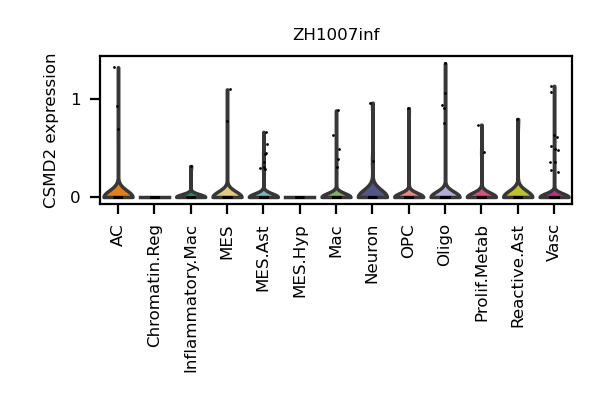 ZH1007inf
CSMD2 expression
1
0
AC
Chromatin.Reg
Inflammatory.Mac
MES
MES.Ast
MES.Hyp
Mac
Neuron
OPC
Oligo
Prolif.Metab
Reactive.Ast
Vasc